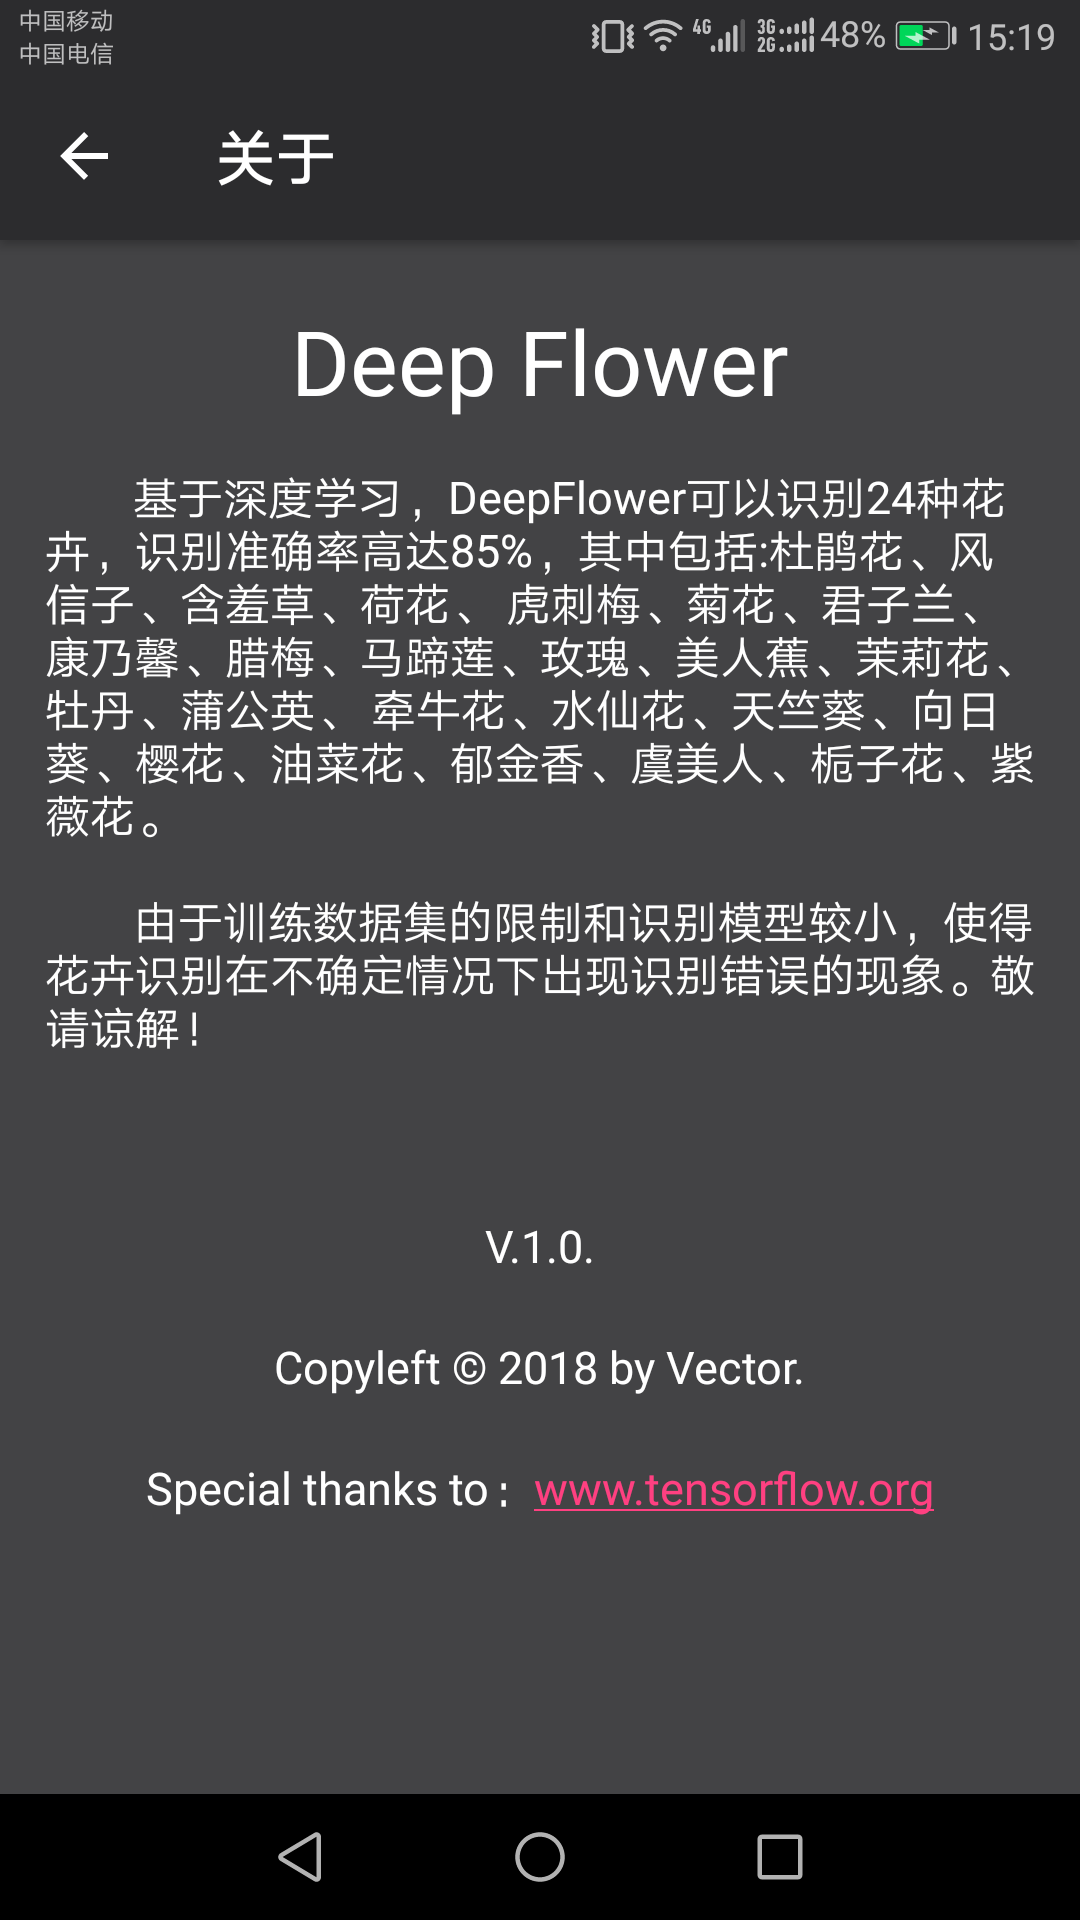 中国移动
中国电信
4G 3G 2G 48% 15:19
关于
Deep Flower
基于深度学习，DeepFlower可以识别24种花
卉，识别准确率高达85%，其中包括:杜鹃花、风
信子、含羞草、荷花、 虎刺梅、菊花、君子兰、
康乃馨、腊梅、马蹄莲、玫瑰、美人蕉、茉莉花、
牡丹、蒲公英、 牵牛花、水仙花、天竺葵、向日
葵、樱花、油菜花、郁金香、虞美人、栀子花、紫
薇花。
由于训练数据集的限制和识别模型较小，使得
花卉识别在不确定情况下出现识别错误的现象。敬
请谅解！
V.1.0.
Copyleft © 2018 by Vector.
Special thanks to：www.tensorflow.org